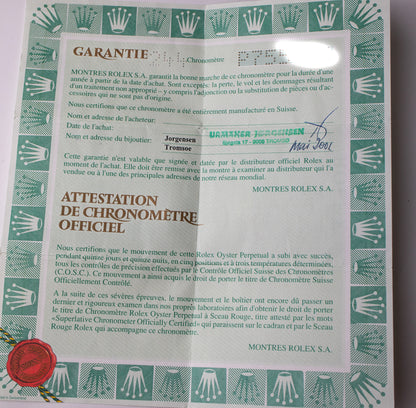 GARANTIE 241 Chronomètre P75
MONTRES ROLEX S.A. garantit la bonne marche de ce chronomètre pour la durée d'une
année à partir de la date d'achat. Sont exceptés: la perte, le vol et les dommages résultant
d'un traitement non approprié – y compris l'adjonction ou la substitution de pièces ou d'ac-
cessoires qui ne sont pas d'origine.
Nous certifions que ce chronomètre a été entièrement manufacturé en Suisse.
Nom et adresse de l'acheteur:
Date de l'achat:
Nom et adresse du bijoutier: Jorgensen
Tromsoe
URMAKER JØRGENSEN
Storgata 17 - 9008 TROMSØ
Mai 2001
Cette garantie n'est valable que signée et datée par le distributeur officiel Rolex au
moment de l'achat. Elle doit être remise avec la montre à examiner au distributeur qui l'a
vendue ou à l'une des principales adresses de notre réseau mondial.
MONTRES ROLEX S.A.
ATTESTATION
DE CHRONOMÈTRE
OFFICIEL
Nous certifions que le mouvement de cette Rolex Oyster Perpetual a subi avec succès,
pendant quinze jours et quinze nuits, en cinq positions et à trois températures déterminées,
tous les contrôles de précision effectués par le Contrôle Officiel Suisse des Chronomètres
(C.O.S.C.). Ce mouvement a ainsi acquis le droit de porter le titre de Chronomètre Suisse
Officiellement Contrôlé.
A la suite de ces sévères épreuves, le mouvement et le boîtier ont encore dû passer un
dernier et rigoureux examen dans nos propres laboratoires afin d'obtenir le droit de porter
le titre de Chronomètre Rolex Oyster Perpetual à Sceau Rouge, titre attesté par les mots
«Superlative Chronometer Officially Certified» qui paraissent sur le cadran et par le Sceau
Rouge Rolex qui accompagne ce chronomètre.
MONTRES ROLEX S.A.